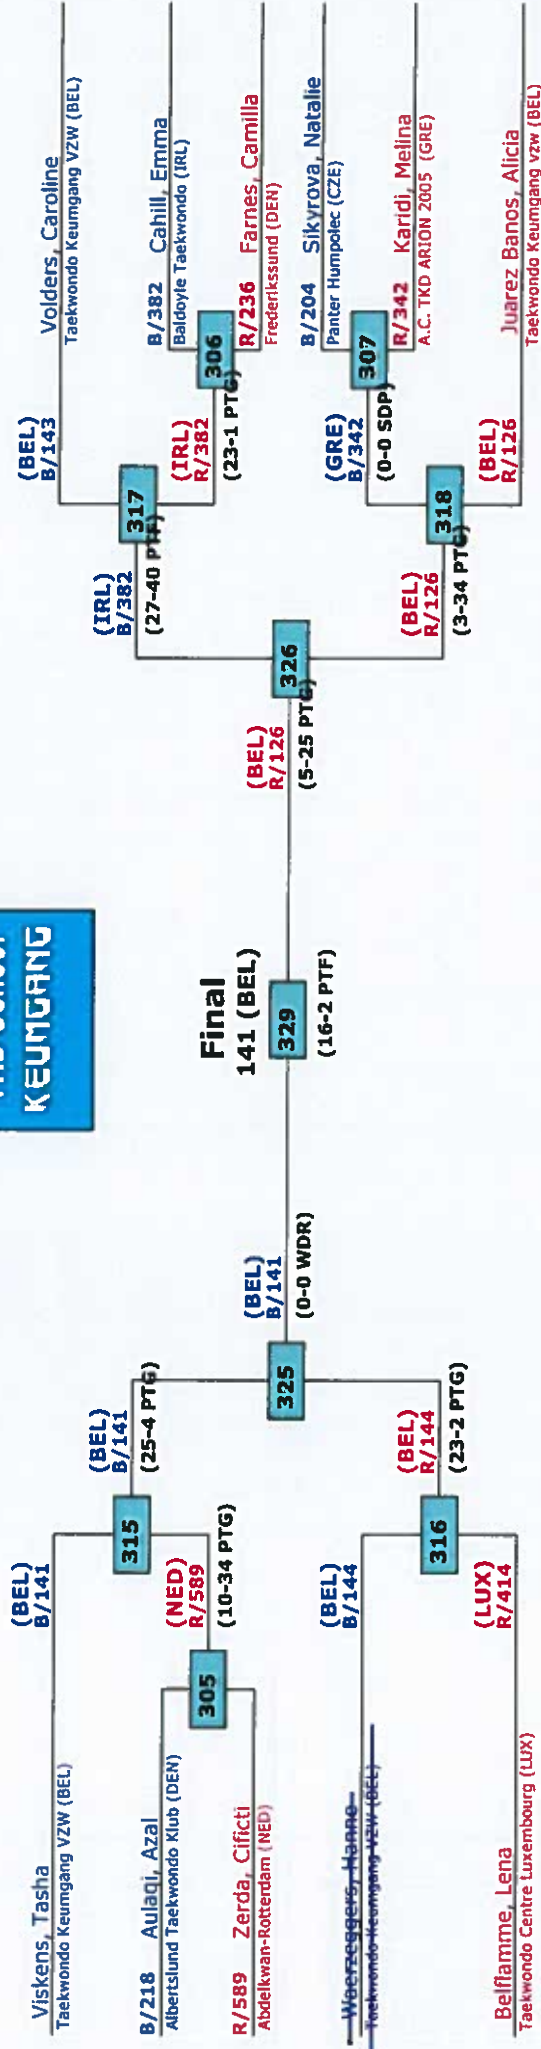 KEUMGANG
Viskens, Tasha
Taekwondo Keumgang VZW (BEL)
(BEL)
B/141
315
(BEL)
B/141
(25-4 PTG)
B/218 Aulaqi, Azal
Albertslund Taekwondo Klub (DEN)
305
(NED)
R/589
(10-34 PTG)
R/589 Zerda, Cificti
Abdelkwan-Rotterdam (NED)
325
(BEL)
B/141
(0-0 WDR)
Waerzeggers, Hanne
Taekwondo Keumgang VZW (BEL)
(BEL)
B/144
316
(BEL)
R/144
(23-2 PTG)
Belflamme, Lena
Taekwondo Centre Luxembourg (LUX)
(LUX)
R/414
Final
141 (BEL)
329
(16-2 PTF)
(BEL)
R/126
326
(5-25 PTG)
(IRL)
B/382
317
(27-40 PTF)
(BEL)
B/143
Volders, Caroline
Taekwondo Keumgang VZW (BEL)
(IRL)
R/382
306
(23-1 PTG)
B/382 Cahill, Emma
Baldoyle Taekwondo (IRL)
R/236 Farnes, Camilla
Frederikssund (DEN)
(BEL)
R/126
318
(3-34 PTG)
(GRE)
B/342
307
(0-0 SDP)
B/204 Sikyrova, Natalie
Panter Humpolec (CZE)
R/342 Karidi, Melina
A.C. TKD ARION 2005 (GRE)
(BEL)
R/126
Juarez Banos, Alicia
Taekwondo Keumgang vzw (BEL)